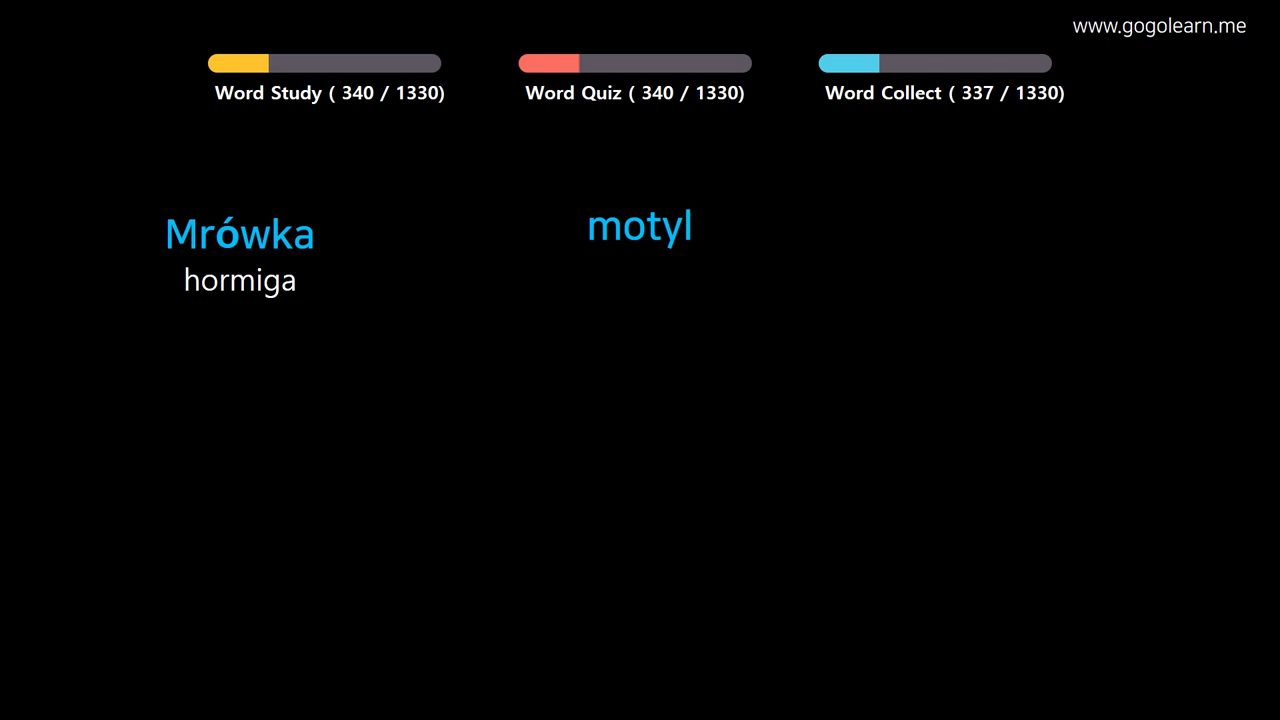 www.gogolearn.me
Word Study ( 340 / 1330)
Word Quiz ( 340 / 1330)
Word Collect ( 337 / 1330)
Mrówka
hormiga
motyl